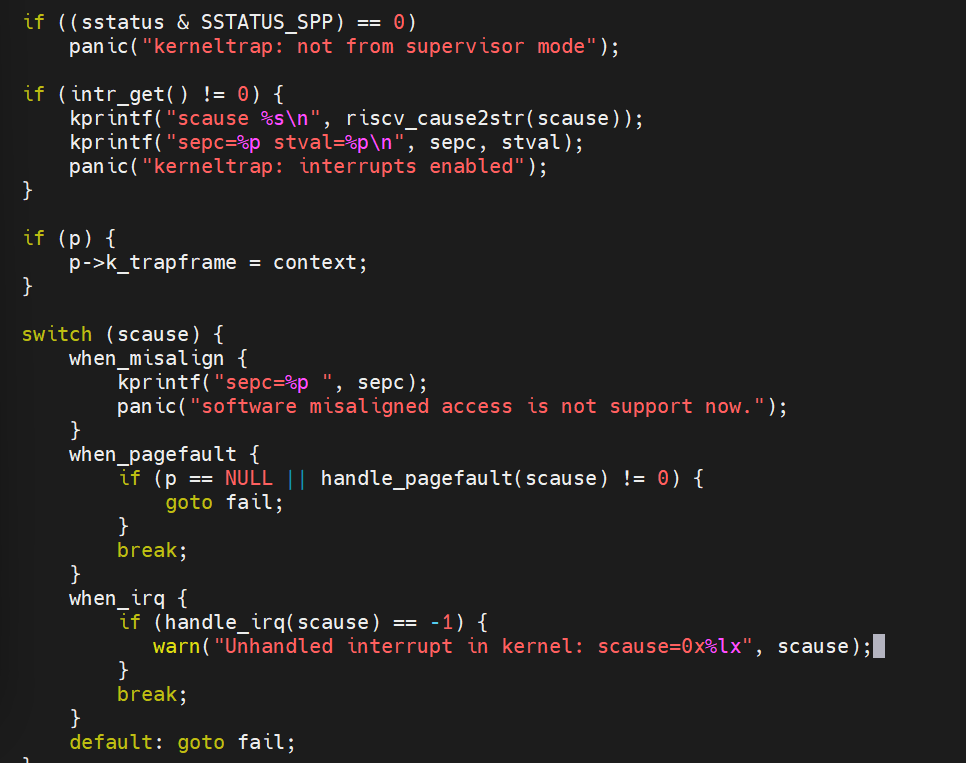 if ((sstatus & SSTATUS_SPP) == 0)
    panic("kerneltrap: not from supervisor mode");

if (intr_get() != 0) {
    kprintf("scause %s\n", riscv_cause2str(scause));
    kprintf("sepc=%p stval=%p\n", sepc, stval);
    panic("kerneltrap: interrupts enabled");
}

if (p) {
    p->k_trapframe = context;
}

switch (scause) {
    when_misalign {
        kprintf("sepc=%p ", sepc);
        panic("software misaligned access is not support now.");
    }
    when_pagefault {
        if (p == NULL || handle_pagefault(scause) != 0) {
            goto fail;
        }
        break;
    }
    when_irq {
        if (handle_irq(scause) == -1) {
           warn("Unhandled interrupt in kernel: scause=0x%lx", scause);
        }
        break;
    }
    default: goto fail;
}